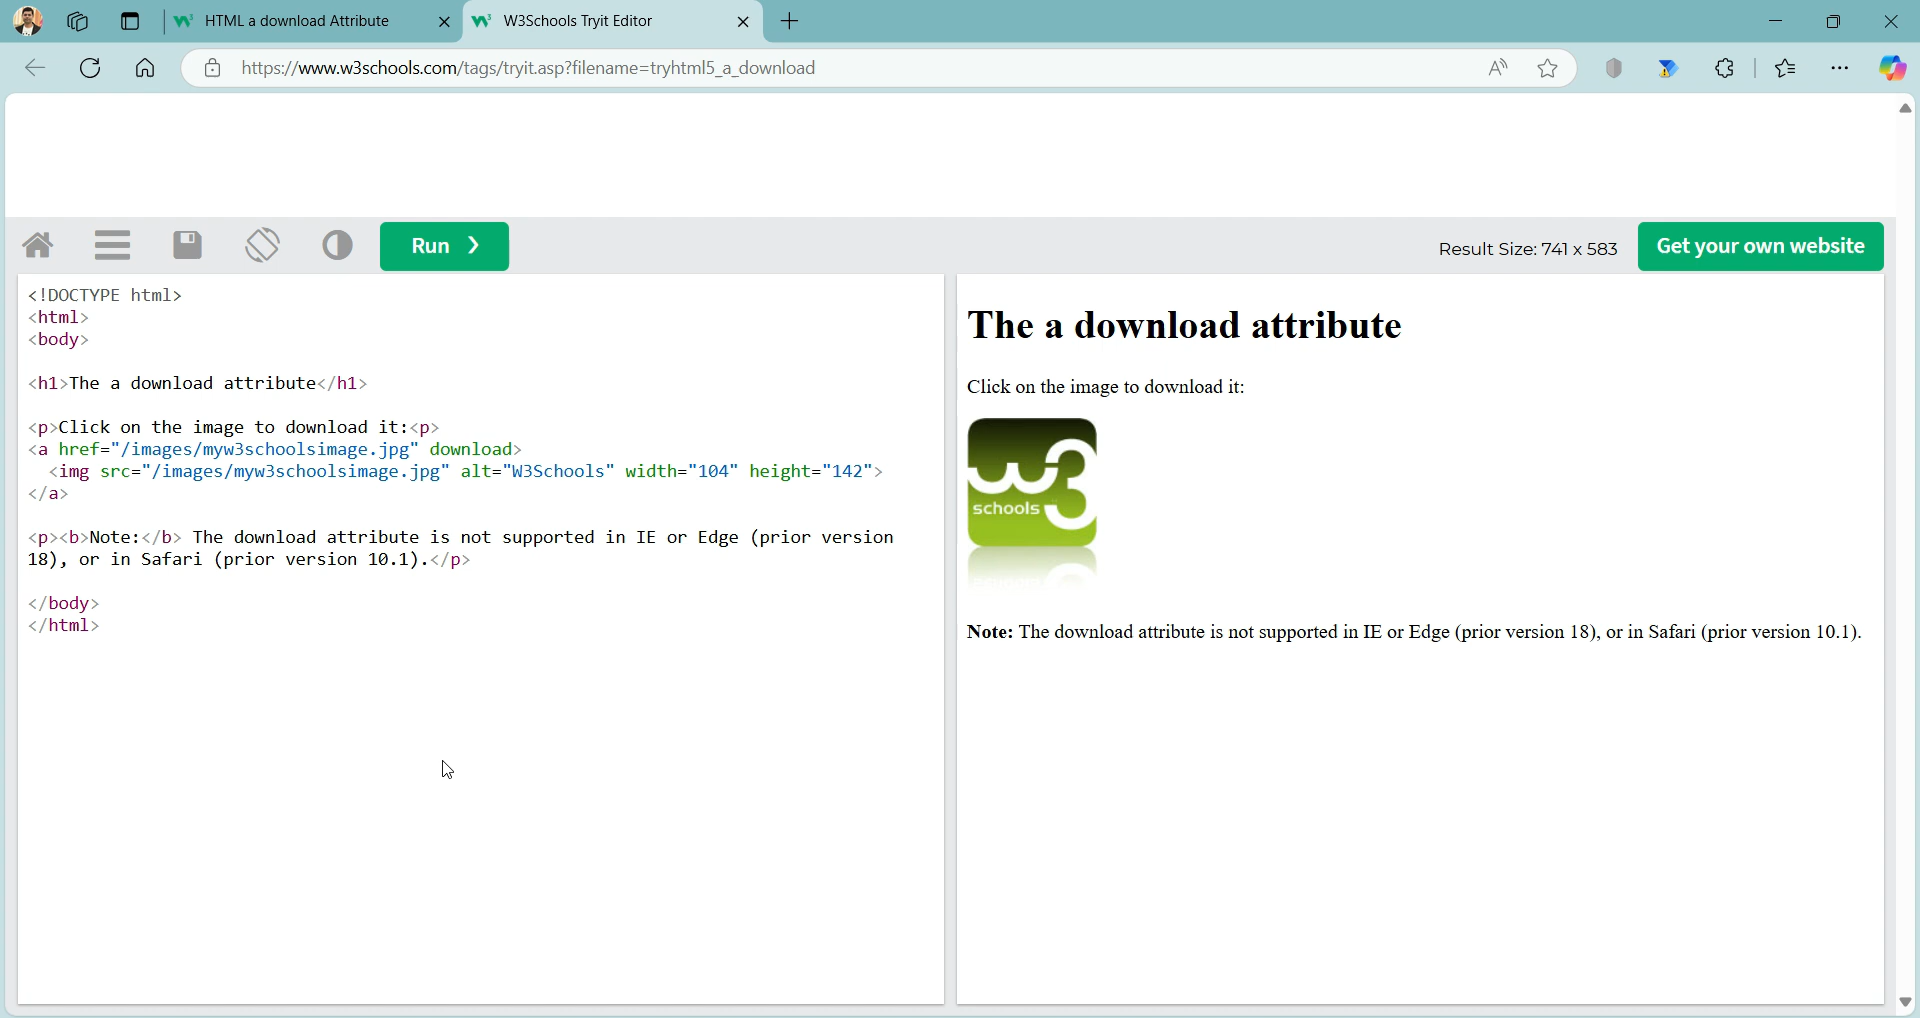 HTML a download Attribute
W3Schools Tryit Editor
https://www.w3schools.com/tags/tryit.asp?filename=tryhtml5_a_download
Run ❯
Result Size: 741 x 583
Get your own website
<!DOCTYPE html>
<html>
<body>
<h1>The a download attribute</h1>
<p>Click on the image to download it:<p>
<a href="/images/myw3schoolsimage.jpg" download>
<img src="/images/myw3schoolsimage.jpg" alt="W3Schools" width="104" height="142">
</a>
<p><b>Note:</b> The download attribute is not supported in IE or Edge (prior version
18), or in Safari (prior version 10.1).</p>
</body>
</html>
The a download attribute
Click on the image to download it:
w3
schools
Note: The download attribute is not supported in IE or Edge (prior version 18), or in Safari (prior version 10.1).